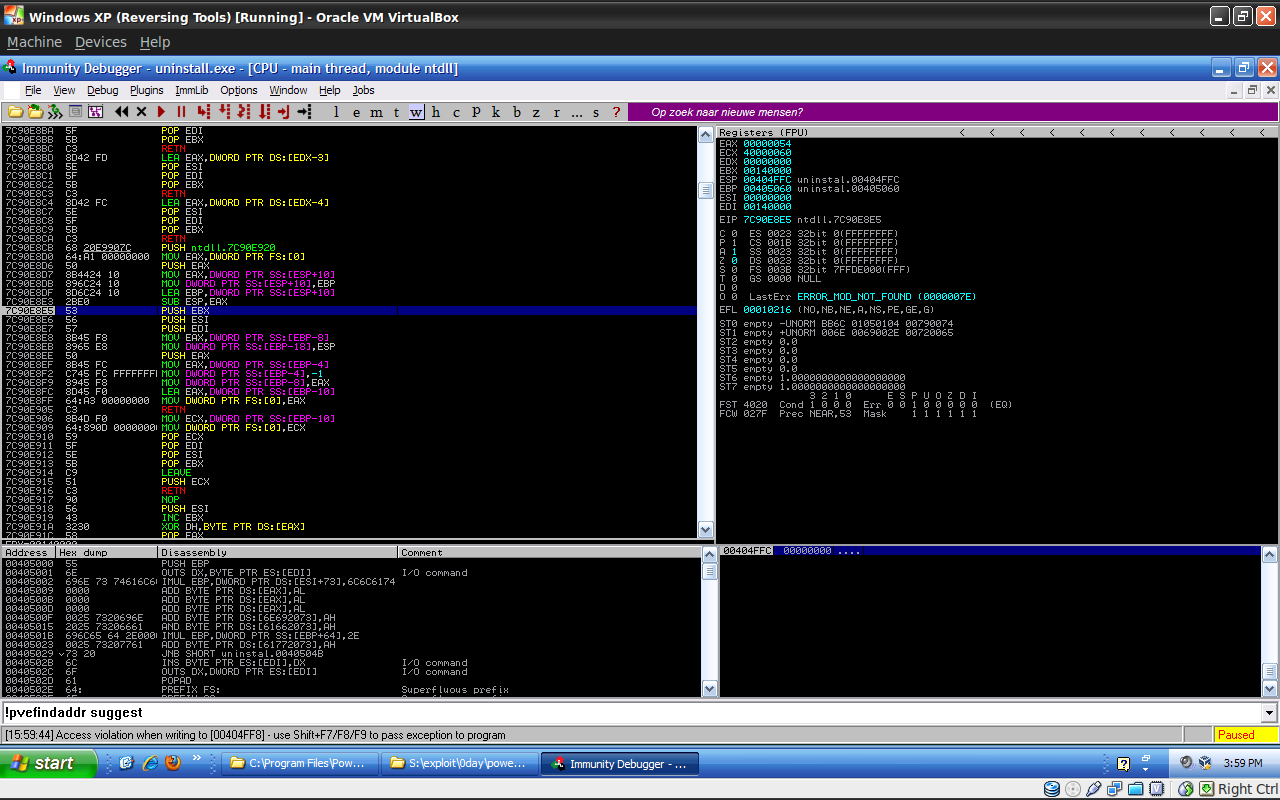 Windows XP (Reversing Tools) [Running] - Oracle VM VirtualBox
Machine Devices Help
Immunity Debugger - uninstall.exe - [CPU - main thread, module ntdll]
File View Debug Plugins ImmLib Options Window Help Jobs
l e m t w h c p k b z r ... s ? Op zoek naar nieuwe mensen?
7C90E8BA 5F POP EDI
7C90E8BB 5B POP EBX
7C90E8BC C3 RETN
7C90E8BD 8D42 FD LEA EAX,DWORD PTR DS:[EDX-3]
7C90E8C0 5E POP ESI
7C90E8C1 5F POP EDI
7C90E8C2 5B POP EBX
7C90E8C3 C3 RETN
7C90E8C4 8D42 FC LEA EAX,DWORD PTR DS:[EDX-4]
7C90E8C7 5E POP ESI
7C90E8C8 5F POP EDI
7C90E8C9 5B POP EBX
7C90E8CA C3 RETN
7C90E8CB 68 20E9907C PUSH ntdll.7C90E920
7C90E8D0 64:A1 00000000 MOV EAX,DWORD PTR FS:[0]
7C90E8D6 50 PUSH EAX
7C90E8D7 8B4424 10 MOV EAX,DWORD PTR SS:[ESP+10]
7C90E8DB 896C24 10 MOV DWORD PTR SS:[ESP+10],EBP
7C90E8DF 8D6C24 10 LEA EBP,DWORD PTR SS:[ESP+10]
7C90E8E3 2BE0 SUB ESP,EAX
7C90E8E5 53 PUSH EBX
7C90E8E6 56 PUSH ESI
7C90E8E7 57 PUSH EDI
7C90E8E8 8B45 F8 MOV EAX,DWORD PTR SS:[EBP-8]
7C90E8EB 8965 E8 MOV DWORD PTR SS:[EBP-18],ESP
7C90E8EE 50 PUSH EAX
7C90E8EF 8B45 FC MOV EAX,DWORD PTR SS:[EBP-4]
7C90E8F2 C745 FC FFFFFFF MOV DWORD PTR SS:[EBP-4],-1
7C90E8F9 8945 F8 MOV DWORD PTR SS:[EBP-8],EAX
7C90E8FC 8D45 F0 LEA EAX,DWORD PTR SS:[EBP-10]
7C90E8FF 64:A3 00000000 MOV DWORD PTR FS:[0],EAX
7C90E905 C3 RETN
7C90E906 8B4D F0 MOV ECX,DWORD PTR SS:[EBP-10]
7C90E909 64:890D 0000000 MOV DWORD PTR FS:[0],ECX
7C90E910 59 POP ECX
7C90E911 5F POP EDI
7C90E912 5E POP ESI
7C90E913 5B POP EBX
7C90E914 C9 LEAVE
7C90E915 51 PUSH ECX
7C90E916 C3 RETN
7C90E917 90 NOP
7C90E918 56 PUSH ESI
7C90E919 43 INC EBX
7C90E91A 3230 XOR DH,BYTE PTR DS:[EAX]
7C90E91C 58 POP EAX
Registers (FPU) < < < < < < < < < < <
EAX 00000054
ECX 40000060
EDX 00000000
EBX 00140000
ESP 00404FFC uninstal.00404FFC
EBP 00405060 uninstal.00405060
ESI 00000000
EDI 00140000
EIP 7C90E8E5 ntdll.7C90E8E5
C 0 ES 0023 32bit 0(FFFFFFFF)
P 1 CS 001B 32bit 0(FFFFFFFF)
A 1 SS 0023 32bit 0(FFFFFFFF)
Z 0 DS 0023 32bit 0(FFFFFFFF)
S 0 FS 003B 32bit 7FFDE000(FFF)
T 0 GS 0000 NULL
D 0
O 0 LastErr ERROR_MOD_NOT_FOUND (0000007E)
EFL 00010216 (NO,NB,NE,A,NS,PE,GE,G)
ST0 empty -UNORM BB6C 01050104 00790074
ST1 empty +UNORM 006E 0069002E 00720065
ST2 empty 0.0
ST3 empty 0.0
ST4 empty 0.0
ST5 empty 0.0
ST6 empty 1.0000000000000000000
ST7 empty 1.0000000000000000000
3 2 1 0 E S P U O Z D I
FST 4020 Cond 1 0 0 0 Err 0 0 1 0 0 0 0 0 (EQ)
FCW 027F Prec NEAR,53 Mask 1 1 1 1 1 1
Address Hex dump Disassembly Comment
00405000 55 PUSH EBP
00405001 6E OUTS DX,BYTE PTR ES:[EDI] I/O command
00405002 696E 73 74616C6 IMUL EBP,DWORD PTR DS:[ESI+73],6C6C6174
00405009 0000 ADD BYTE PTR DS:[EAX],AL
0040500B 0000 ADD BYTE PTR DS:[EAX],AL
0040500D 0000 ADD BYTE PTR DS:[EAX],AL
0040500F 0025 7320696E ADD BYTE PTR DS:[6E692073],AH
00405015 2025 73206661 AND BYTE PTR DS:[61662073],AH
0040501B 696C65 64 2E000 IMUL EBP,DWORD PTR SS:[EBP+64],2E
00405023 0025 73207761 ADD BYTE PTR DS:[61772073],AH
00405029 73 20 JNB SHORT uninstal.0040504B
0040502B 6C INS BYTE PTR ES:[EDI],DX I/O command
0040502C 6F OUTS DX,DWORD PTR ES:[EDI] I/O command
0040502D 61 POPAD
0040502E 64: PREFIX FS: Superfluous prefix
00404FFC 00000000 ....
!pvefindaddr suggest
[15:59:44] Access violation when writing to [00404FF8] - use Shift+F7/F8/F9 to pass exception to program Paused
start C:\Program Files\Pow... S:\exploit\0day\powe... Immunity Debugger - ... 3:59 PM
Right Ctrl